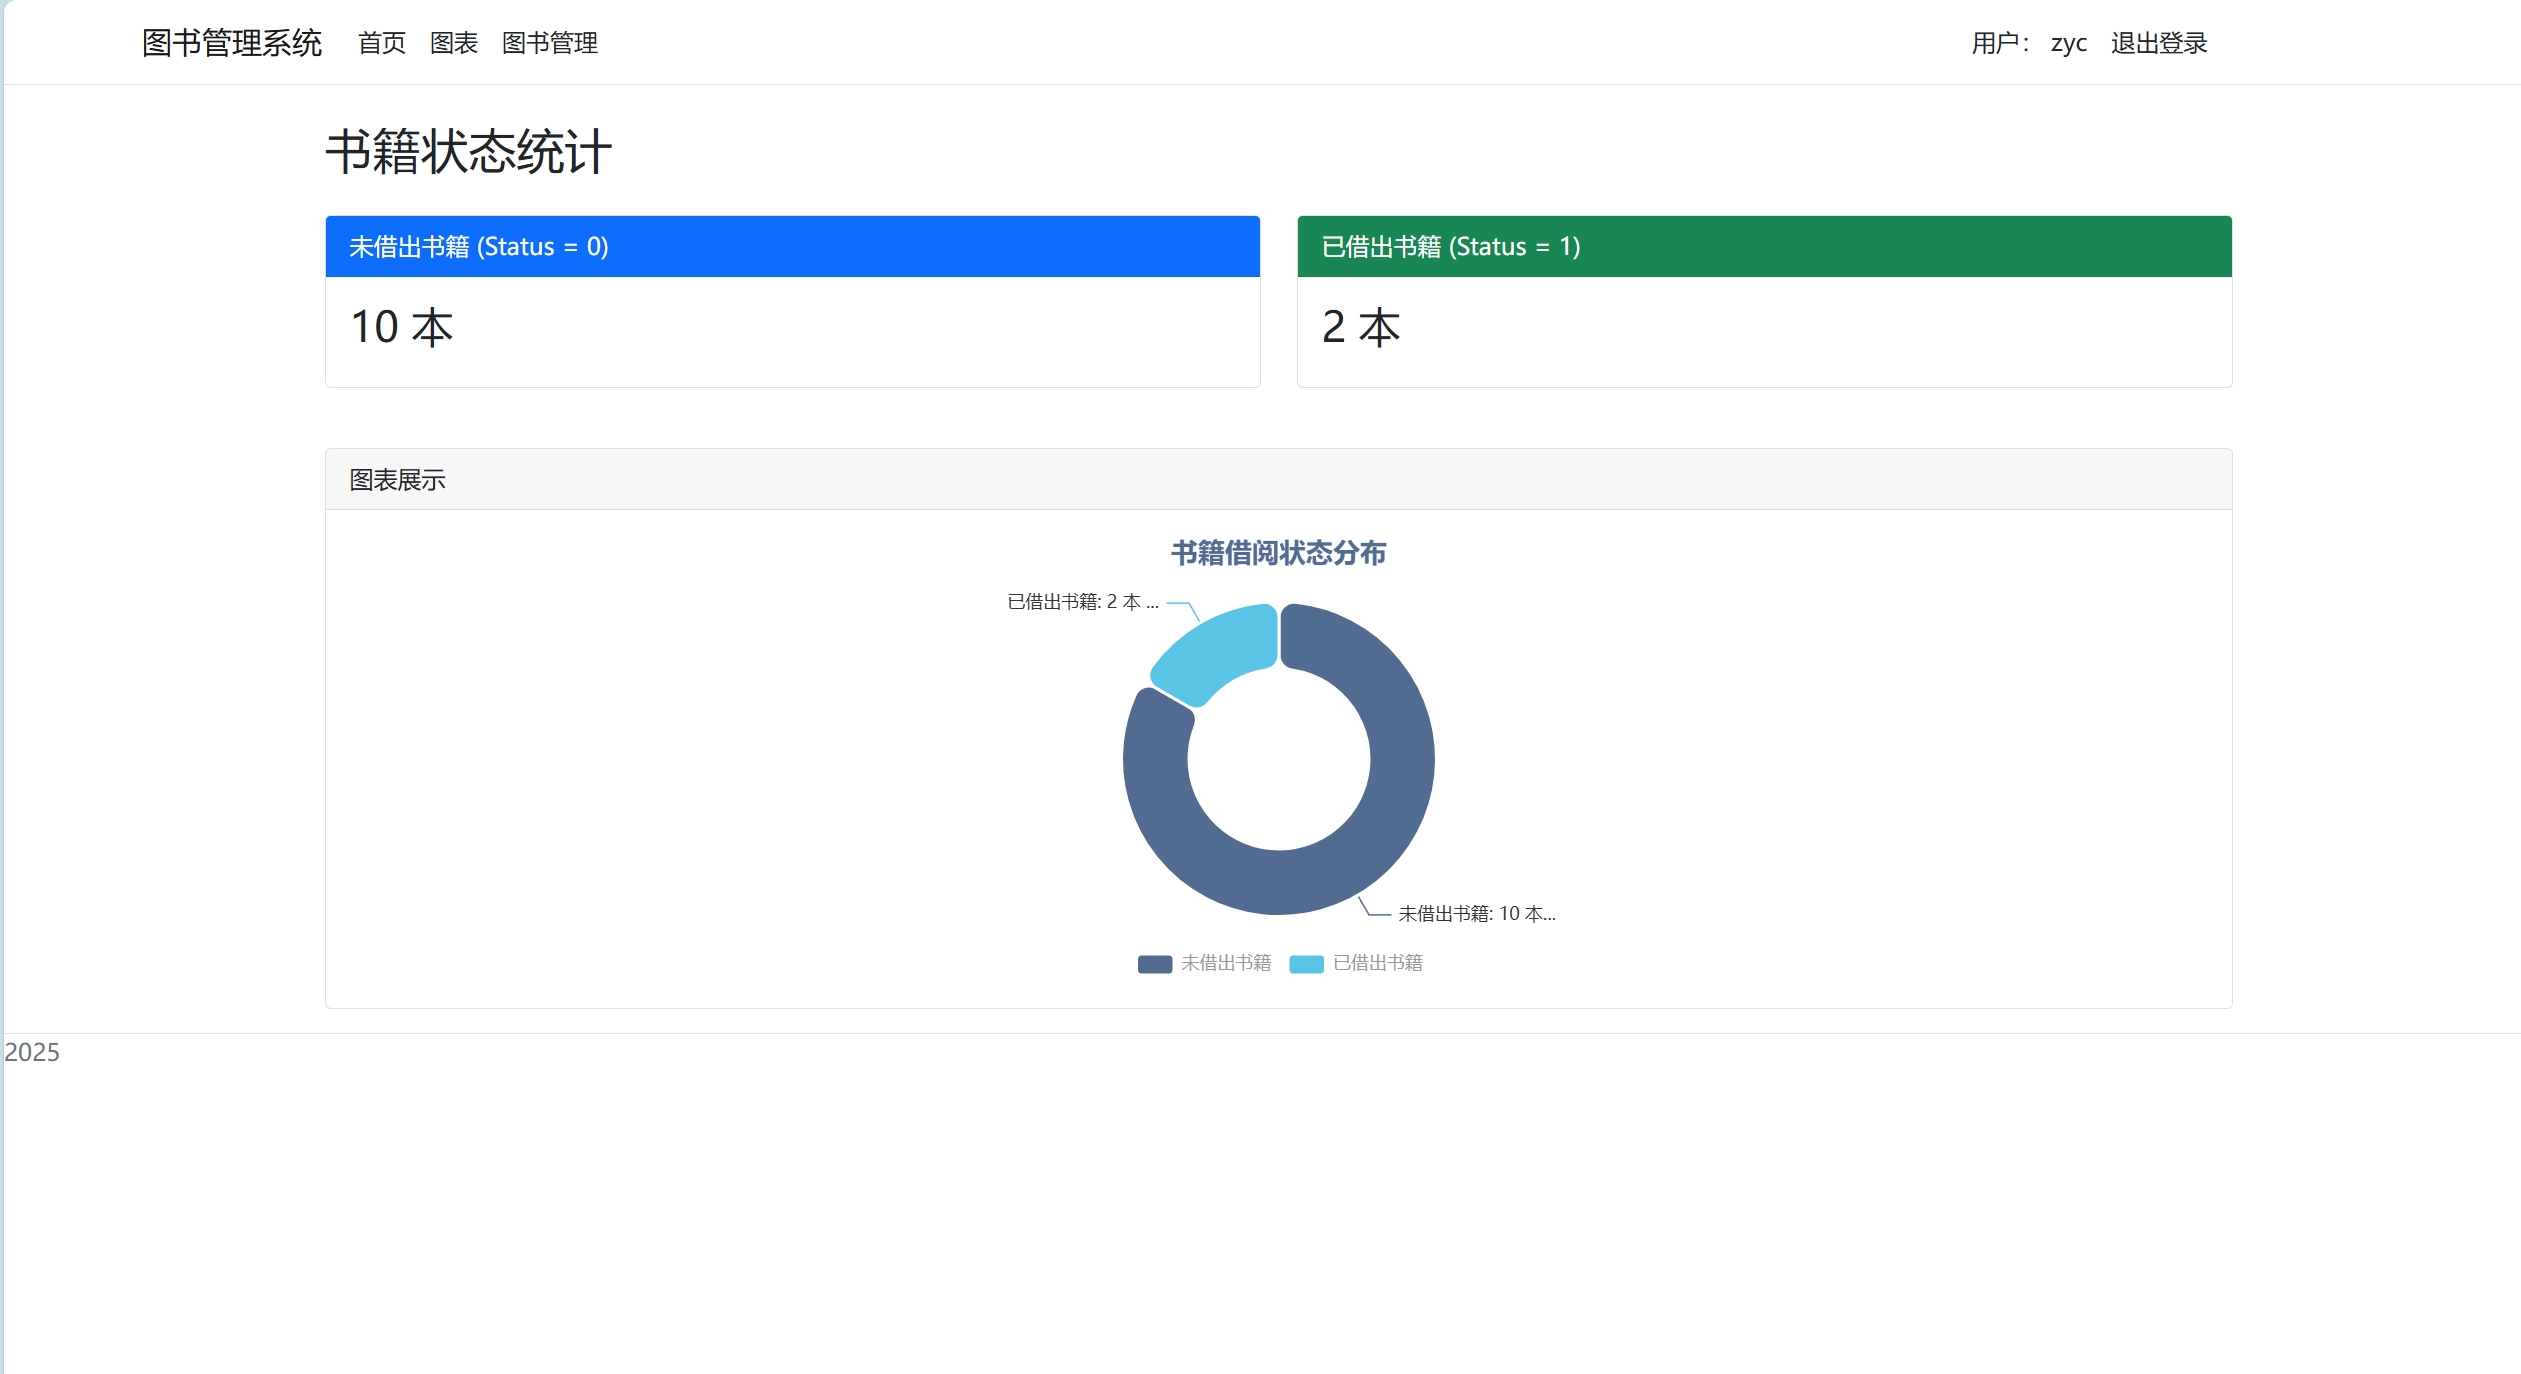 图书管理系统 首页 图表 图书管理 用户： zyc 退出登录
书籍状态统计
未借出书籍 (Status = 0)
10 本
已借出书籍 (Status = 1)
2 本
图表展示
书籍借阅状态分布
已借出书籍: 2 本 ...
未借出书籍: 10 本...
未借出书籍 已借出书籍
2025